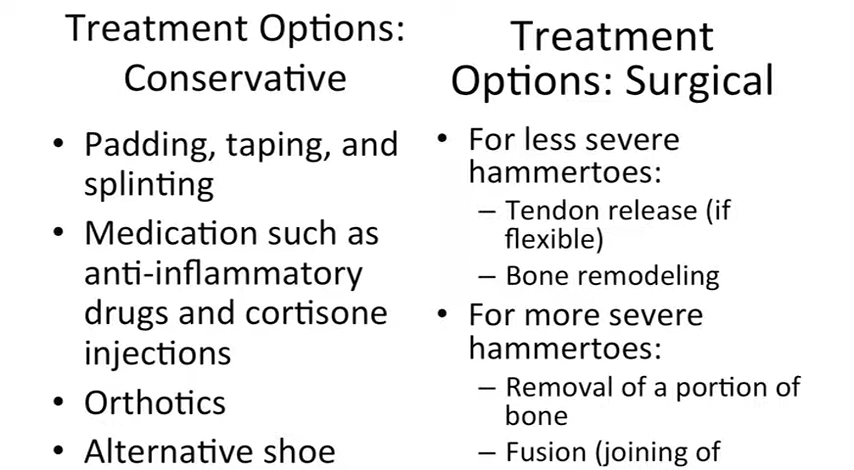 Treatment Options:
Conservative
• Padding, taping, and
splinting
• Medication such as
anti-inflammatory
drugs and cortisone
injections
• Orthotics
• Alternative shoe
Treatment
Options: Surgical
• For less severe
hammertoes:
– Tendon release (if
flexible)
– Bone remodeling
• For more severe
hammertoes:
– Removal of a portion of
bone
– Fusion (joining of